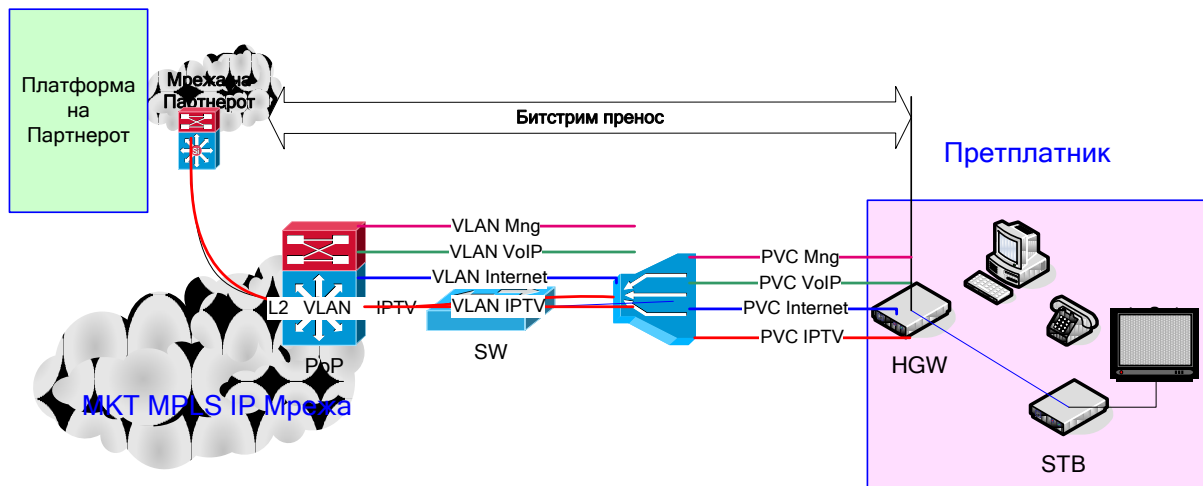 Платформа
на
Партнерот
Мрежа на
Партнерот
Битстрим пренос
Претплатник
VLAN Mng
VLAN VoIP
VLAN Internet
L2 VLAN IPTV
VLAN IPTV
PVC Mng
PVC VoIP
PVC Internet
PVC IPTV
SW
HGW
PoP
MKT MPLS IP Мрежа
STB